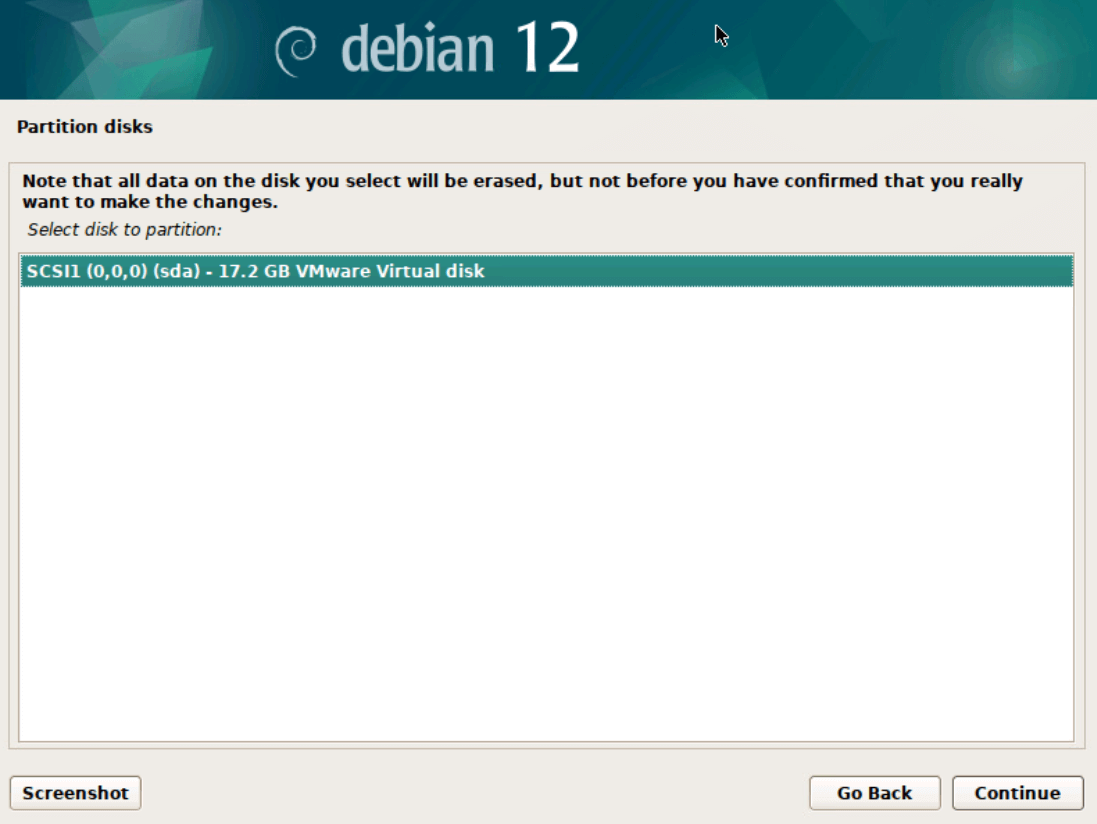 debian 12
Partition disks
Note that all data on the disk you select will be erased, but not before you have confirmed that you really
want to make the changes.
Select disk to partition:
SCSI1 (0,0,0) (sda) - 17.2 GB VMware Virtual disk
Screenshot
Go Back
Continue